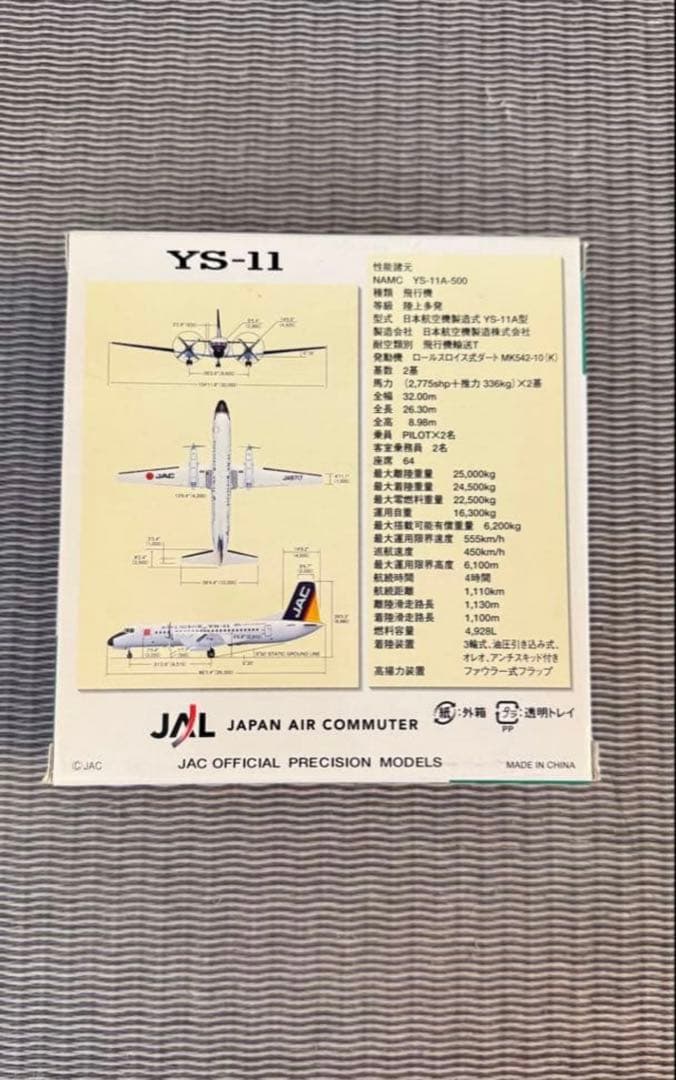 YS-11
JAC
JA8717
JAC
性能諸元
NAMC YS-11A-500
種類 飛行機
等級 陸上多発
型式 日本航空機製造式 YS-11A型
製造会社 日本航空機製造株式会社
耐空類別 飛行機輸送T
発動機 ロールスロイス式ダート MK542-10(K)
基数 2基
馬力 (2,775shp+推力 336kg)×2基
全幅 32.00m
全長 26.30m
全高 8.98m
乗員 PILOT×2名
客室乗務員 2名
座席 64
最大離陸重量 25,000kg
最大着陸重量 24,500kg
最大零燃料重量 22,500kg
運用自重 16,300kg
最大搭載可能有償重量 6,200kg
最大運用限界速度 555km/h
巡航速度 450km/h
最大運用限界高度 6,100m
航続時間 4時間
航続距離 1,110km
離陸滑走路長 1,130m
着陸滑走路長 1,100m
燃料容量 4,928L
着陸装置 3輪式、油圧引き込み式、
オレオ、アンチスキッド付き
高揚力装置 ファウラー式フラップ
JAL JAPAN AIR COMMUTER
紙:外箱 プラ:透明トレイ
PP
©JAC JAC OFFICIAL PRECISION MODELS MADE IN CHINA